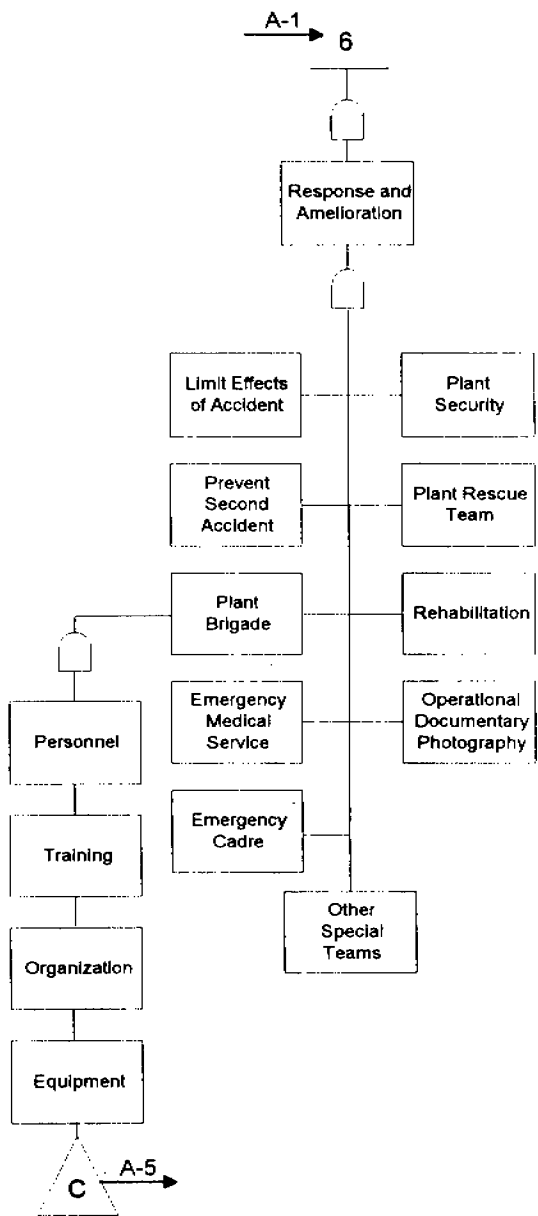 A-1
6
Response and
Amelioration
Limit Effects
of Accident
Plant
Security
Prevent
Second
Accident
Plant Rescue
Team
Plant
Brigade
Rehabilitation
Personnel
Emergency
Medical
Service
Operational
Documentary
Photography
Training
Emergency
Cadre
Other
Special
Teams
Organization
Equipment
C
A-5